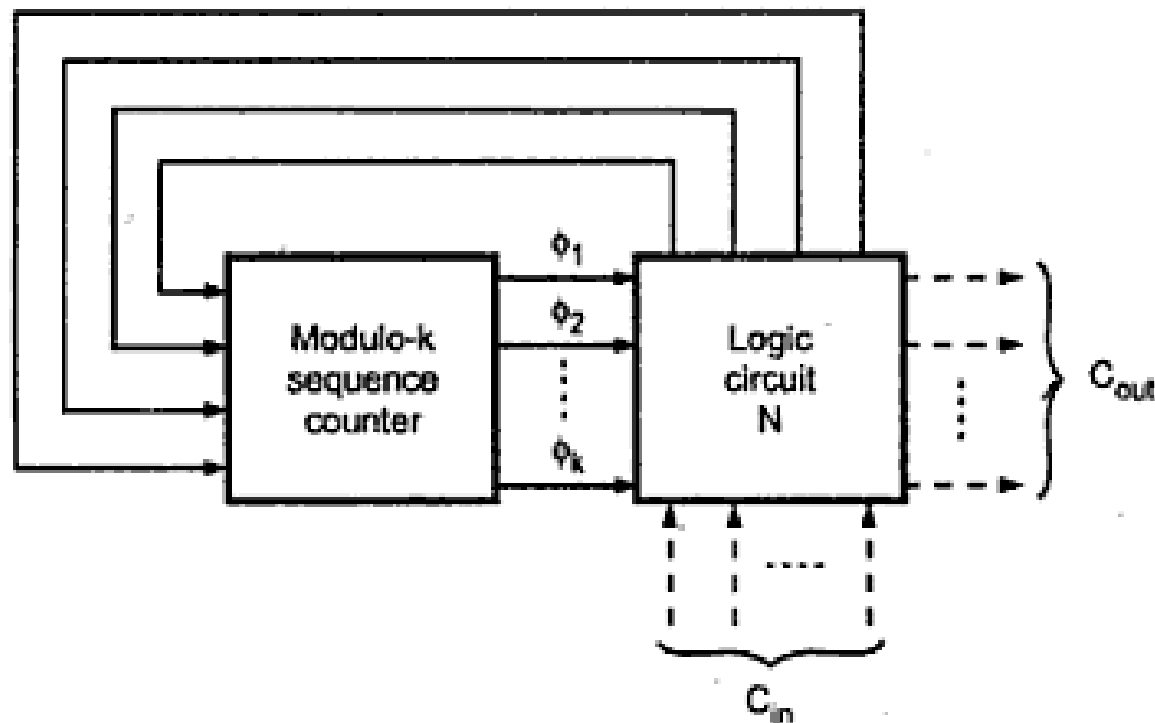 ϕ1
ϕ2
ϕk
Modulo-k
sequence
counter
Logic
circuit
N
Cout
Cin